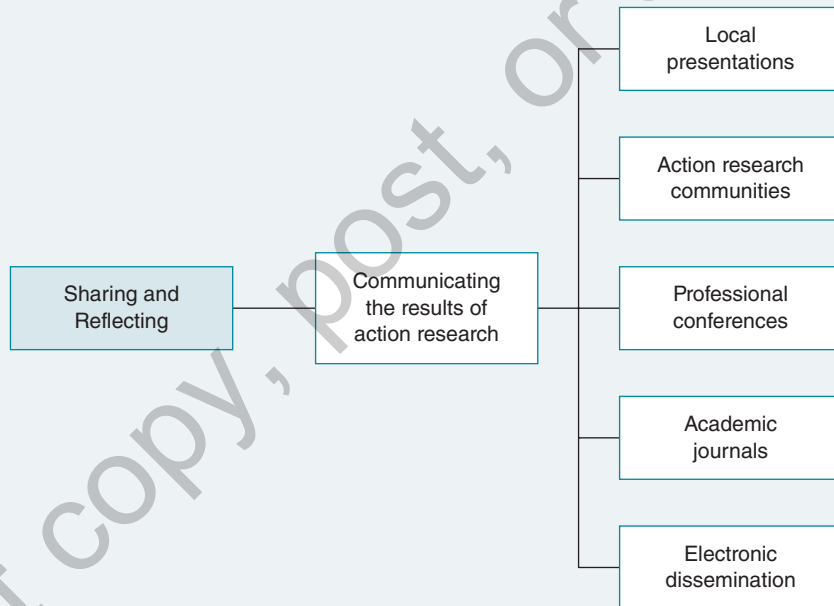 Local
presentations
Action research
communities
Sharing and
Reflecting
Communicating
the results of
action research
Professional
conferences
Academic
journals
Electronic
dissemination
copy, post, or